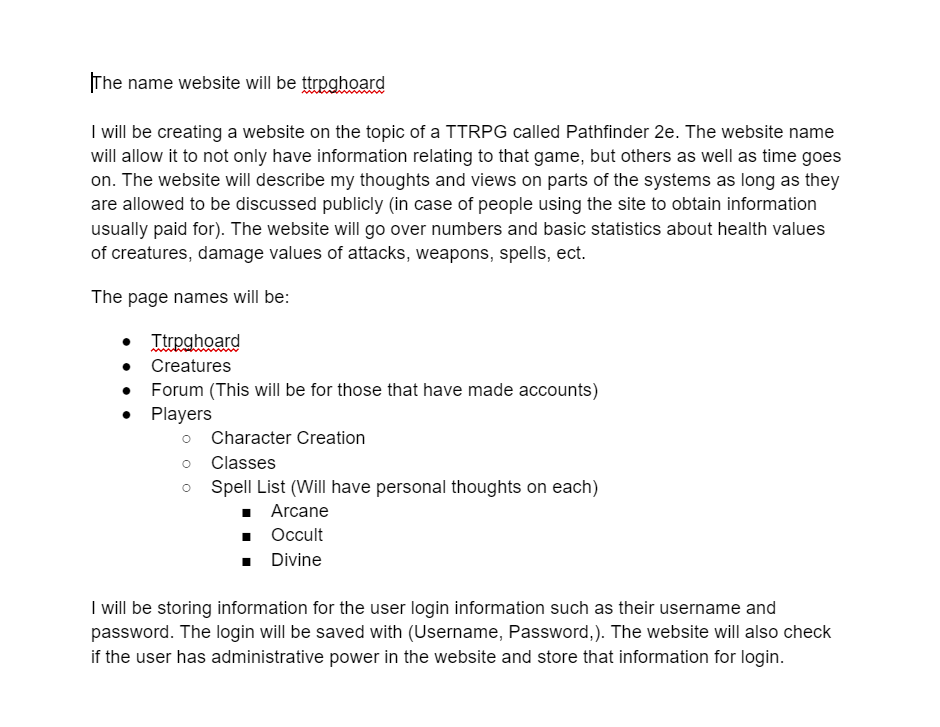 The name website will be ttrpghoard
I will be creating a website on the topic of a TTRPG called Pathfinder 2e. The website name
will allow it to not only have information relating to that game, but others as well as time goes
on. The website will describe my thoughts and views on parts of the systems as long as they
are allowed to be discussed publicly (in case of people using the site to obtain information
usually paid for). The website will go over numbers and basic statistics about health values
of creatures, damage values of attacks, weapons, spells, ect.
The page names will be:
● Ttrpghoard
● Creatures
● Forum (This will be for those that have made accounts)
● Players
○ Character Creation
○ Classes
○ Spell List (Will have personal thoughts on each)
■ Arcane
■ Occult
■ Divine
I will be storing information for the user login information such as their username and
password. The login will be saved with (Username, Password,). The website will also check
if the user has administrative power in the website and store that information for login.